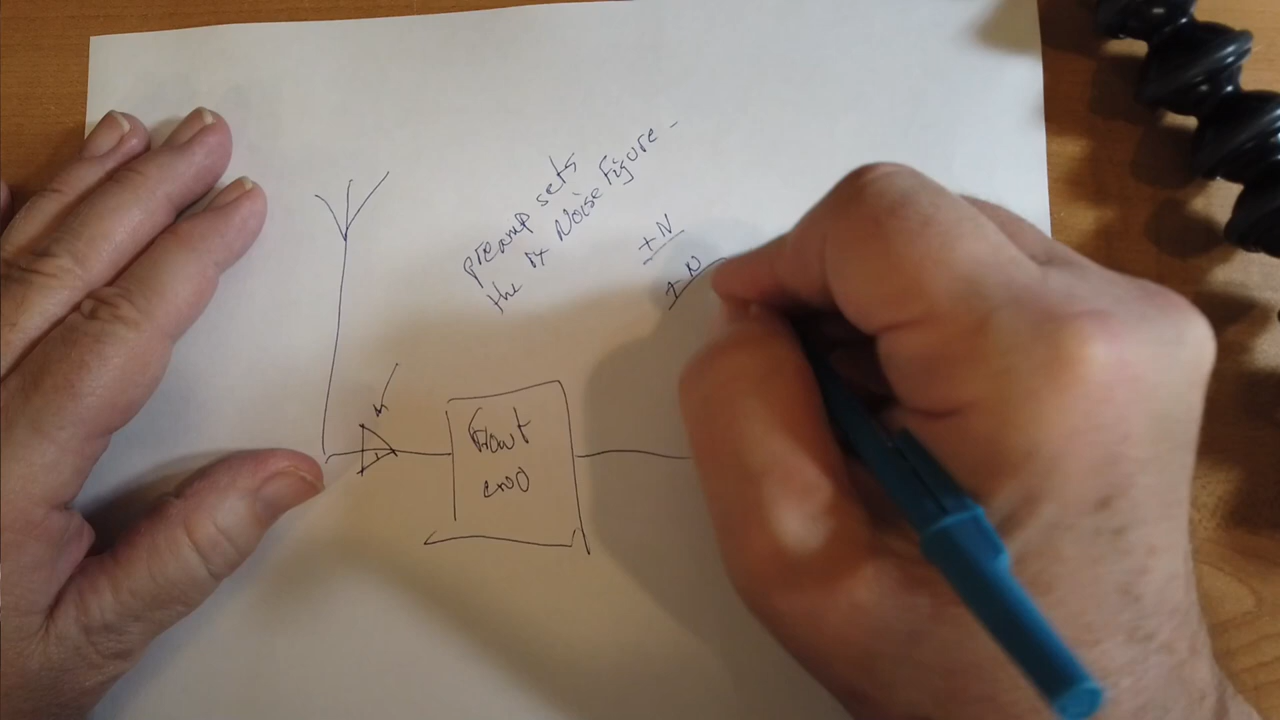 preamp sets
the rx Noise Figure -
+N
+N
Front
end